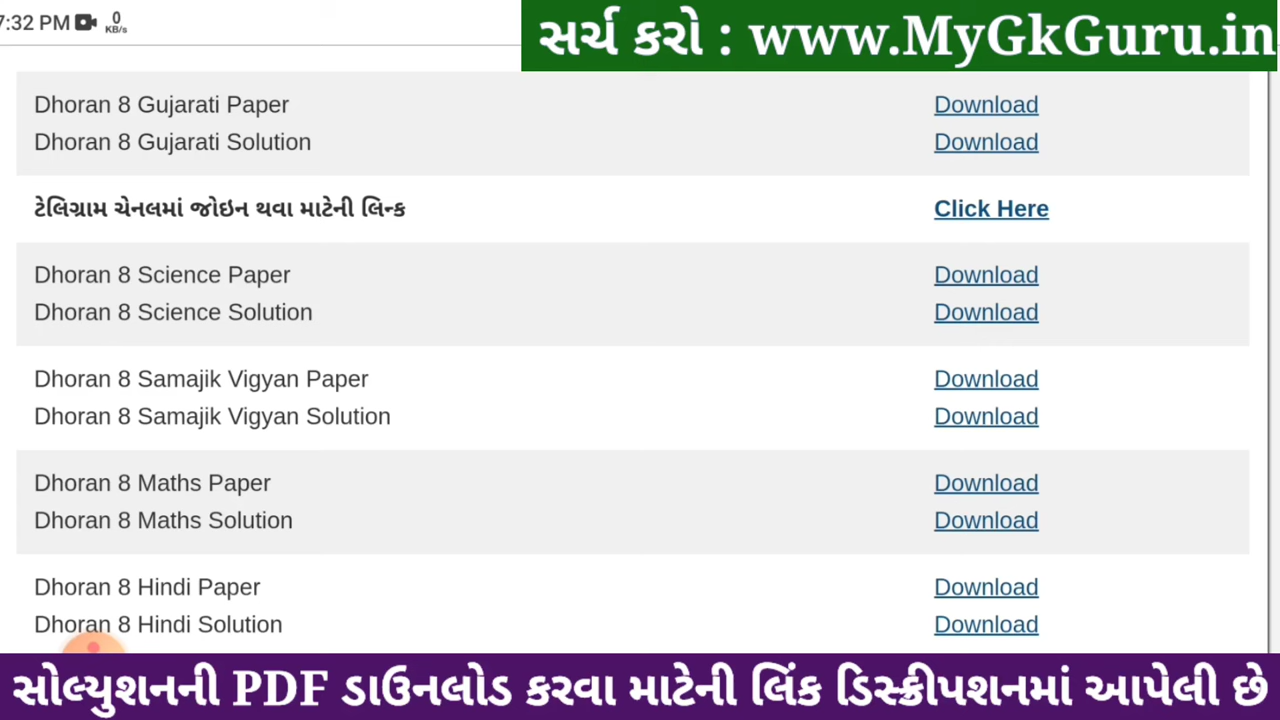 7:32 PM 0 KB/s
સર્ચ કરો : www.MyGkGuru.in
Dhoran 8 Gujarati Paper Download
Dhoran 8 Gujarati Solution Download
ટેલિગ્રામ ચેનલમાં જોઇન થવા માટેની લિન્ક Click Here
Dhoran 8 Science Paper Download
Dhoran 8 Science Solution Download
Dhoran 8 Samajik Vigyan Paper Download
Dhoran 8 Samajik Vigyan Solution Download
Dhoran 8 Maths Paper Download
Dhoran 8 Maths Solution Download
Dhoran 8 Hindi Paper Download
Dhoran 8 Hindi Solution Download
સોલ્યુશનની PDF ડાઉનલોડ કરવા માટેની લિંક ડિસ્ક્રીપશનમાં આપેલી છે